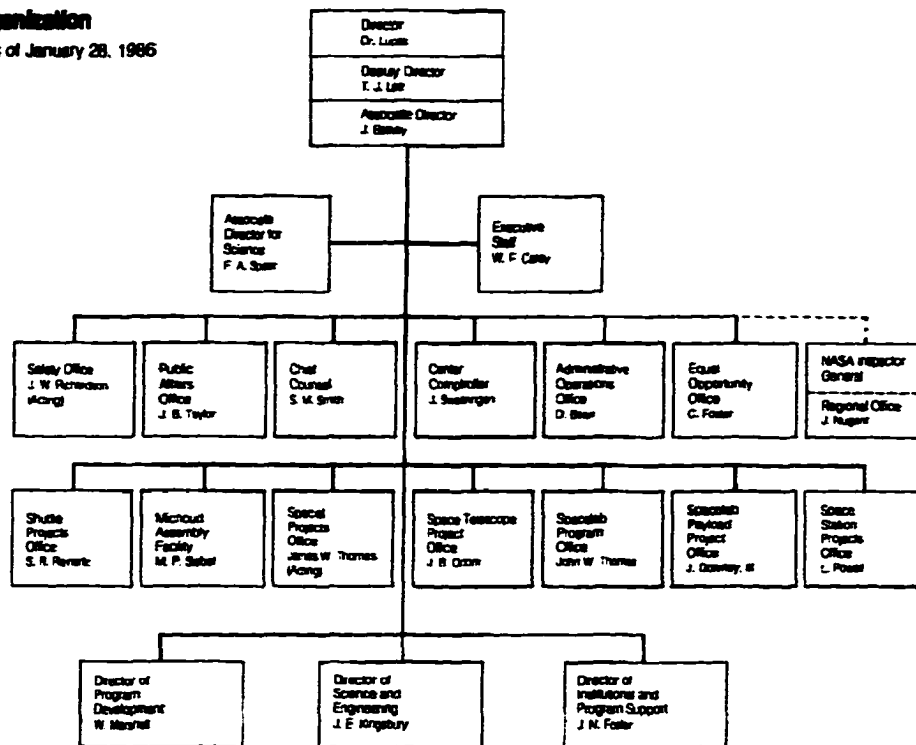 anization
s of January 28, 1986
Director
Dr. Lucas
Deputy Director
T. J. Lee
Associate Director
J.
Associate
Director for
Science
F. A. Speer
Executive
Staff
W. F.
Safety Office
J. W. Richardson
(Acting)
Public
Affairs
Office
J. B. Taylor
Chief
Counsel
S. M. Smith
Center
Comptroller
J. Swearingen
Administrative
Operations
Office
D. Bean
Equal
Opportunity
Office
C. Foster
NASA Inspector
General
Regional Office
J. Nugent
Shuttle
Projects
Office
S. R. Reinartz
Michoud
Assembly
Facility
M. P. Siebel
Special
Projects
Office
James W. Thomas
(Acting)
Space Telescope
Project
Office
J. B. Odom
Spacelab
Program
Office
John W. Thomas
Spacelab
Payload
Project
Office
J. Downey, III
Space
Station
Projects
Office
L. Powell
Director of
Program
Development
W. Marshall
Director of
Science and
Engineering
J. E. Kingsbury
Director of
Institutional and
Program Support
J. N. Foster